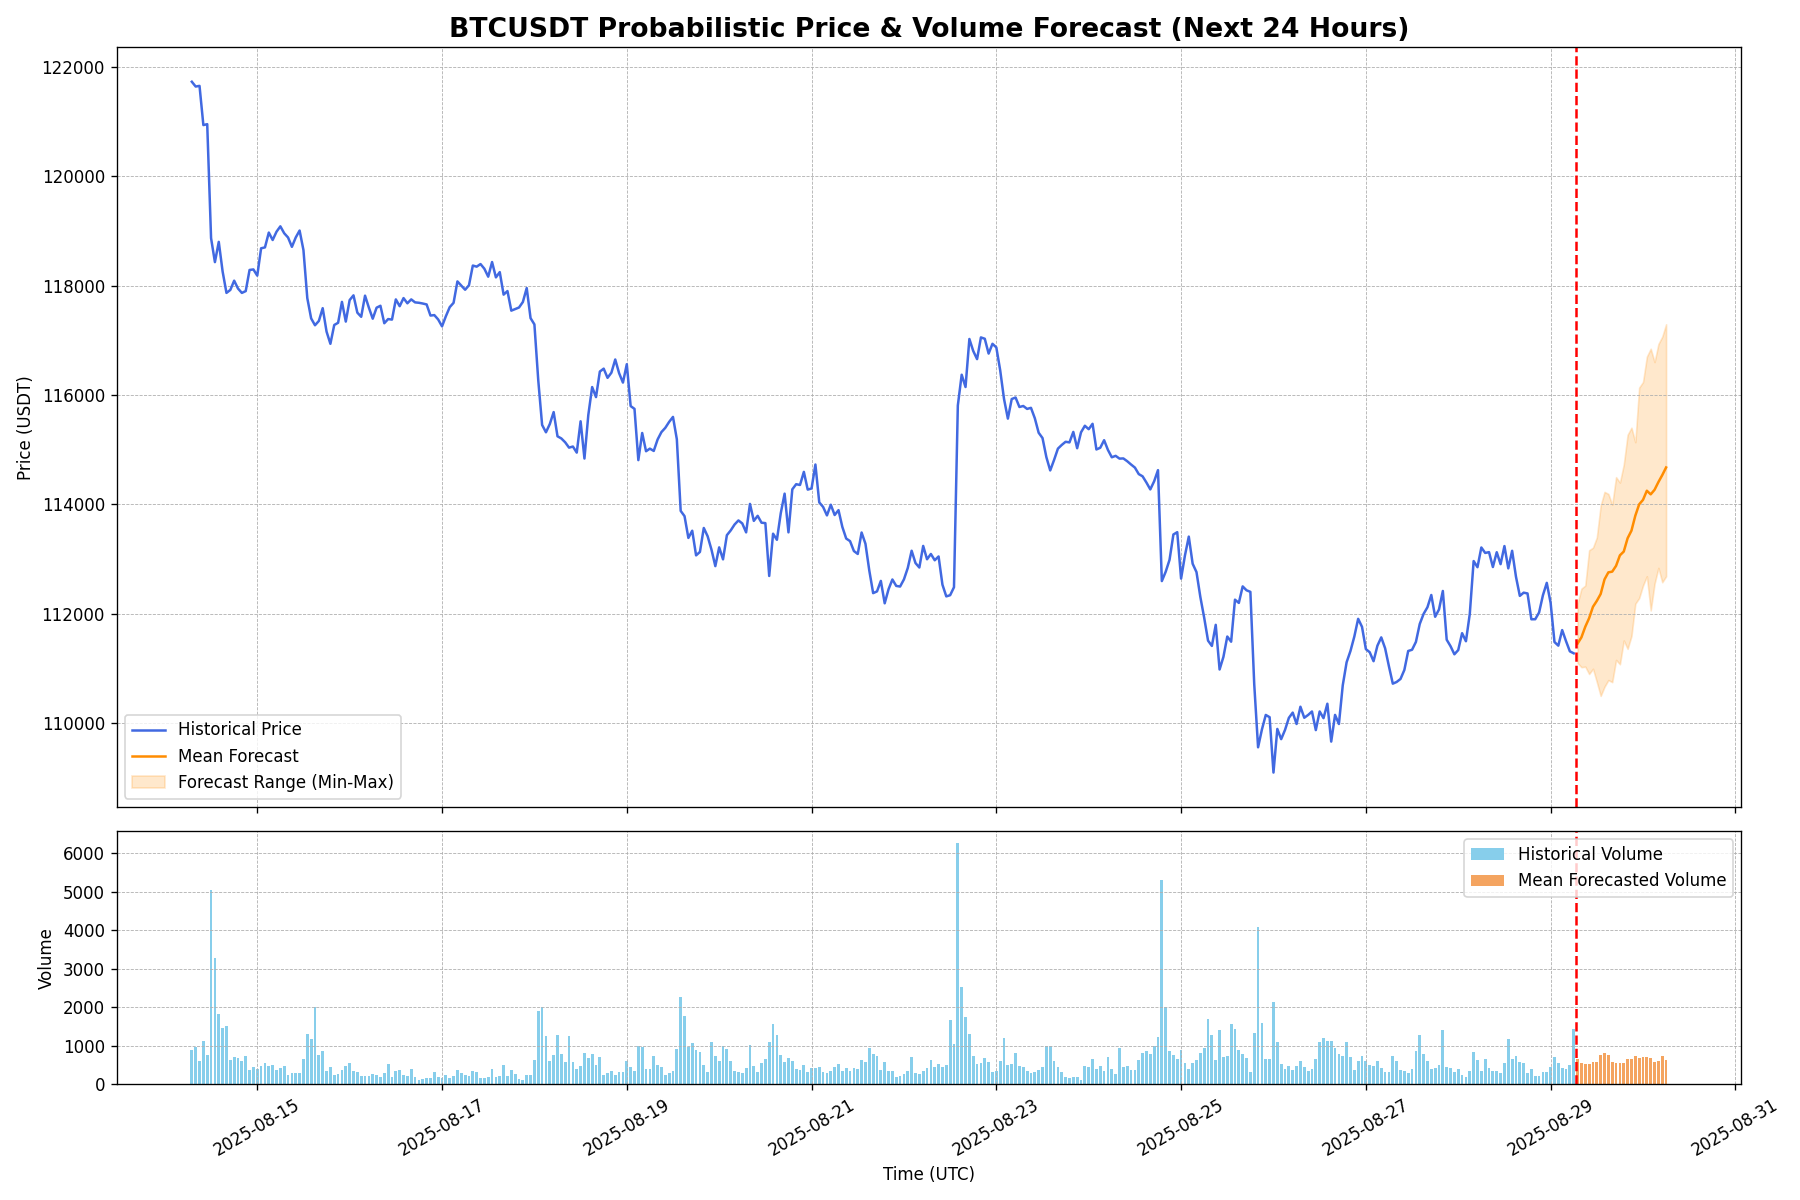 BTCUSDT Probabilistic Price & Volume Forecast (Next 24 Hours)
122000
120000
118000
116000
114000
112000
110000
Price (USDT)
Historical Price
Mean Forecast
Forecast Range (Min-Max)
6000
5000
4000
3000
2000
1000
0
Volume
Historical Volume
Mean Forecasted Volume
2025-08-15
2025-08-17
2025-08-19
2025-08-21
2025-08-23
2025-08-25
2025-08-27
2025-08-29
2025-08-31
Time (UTC)